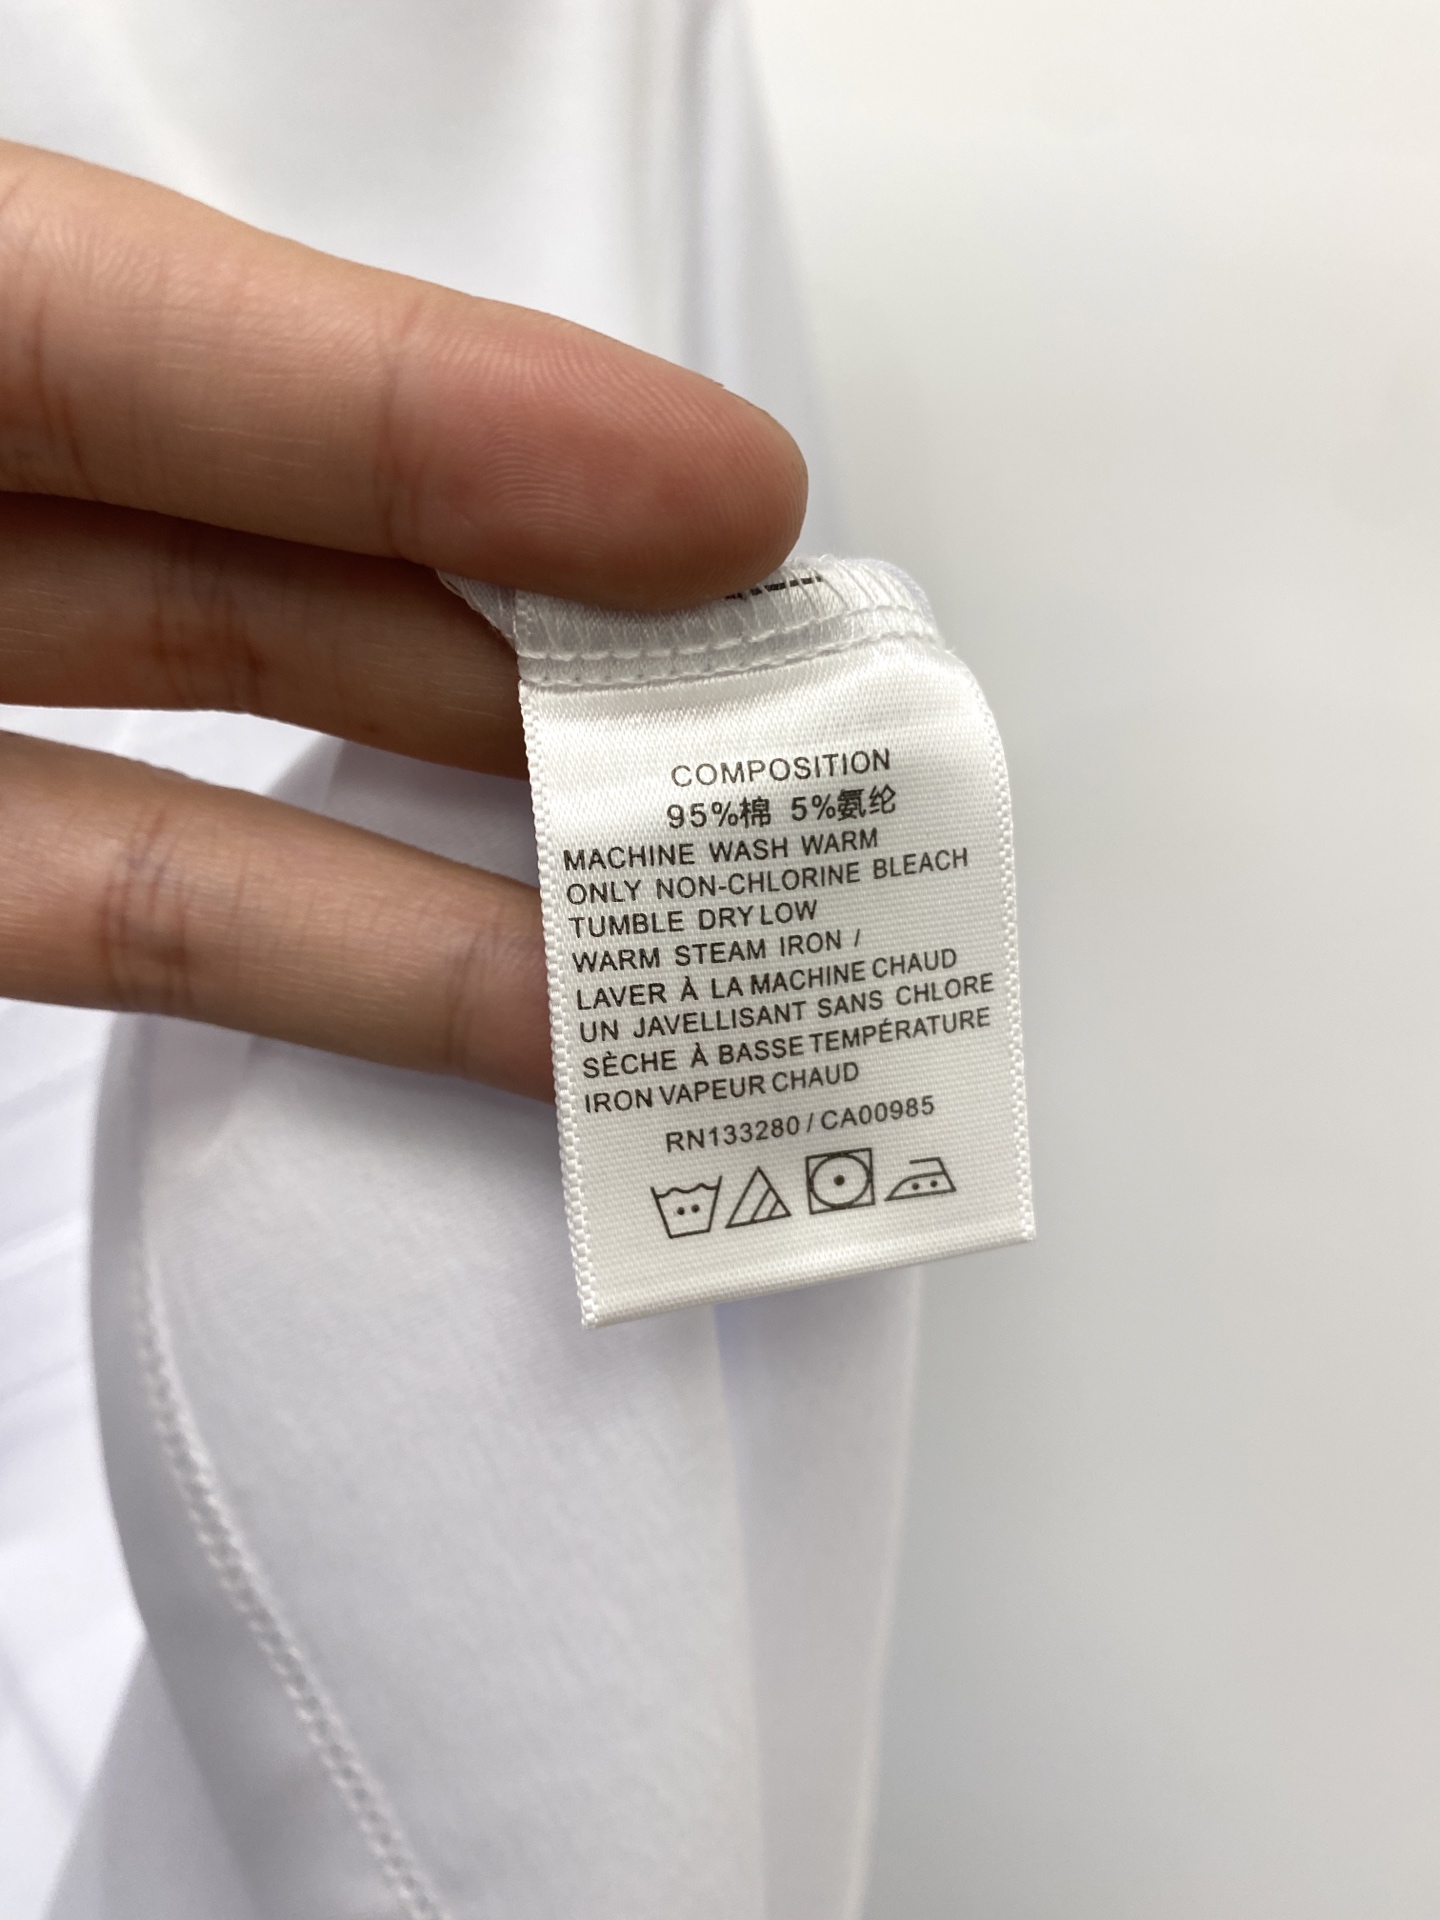 COMPOSITION
95%棉 5%氨纶
MACHINE WASH WARM
ONLY NON-CHLORINE BLEACH
TUMBLE DRY LOW
WARM STEAM IRON /
LAVER À LA MACHINE CHAUD
UN JAVELLISANT SANS CHLORE
SÈCHE À BASSE TEMPÉRATURE
IRON VAPEUR CHAUD
RN133280 / CA00985